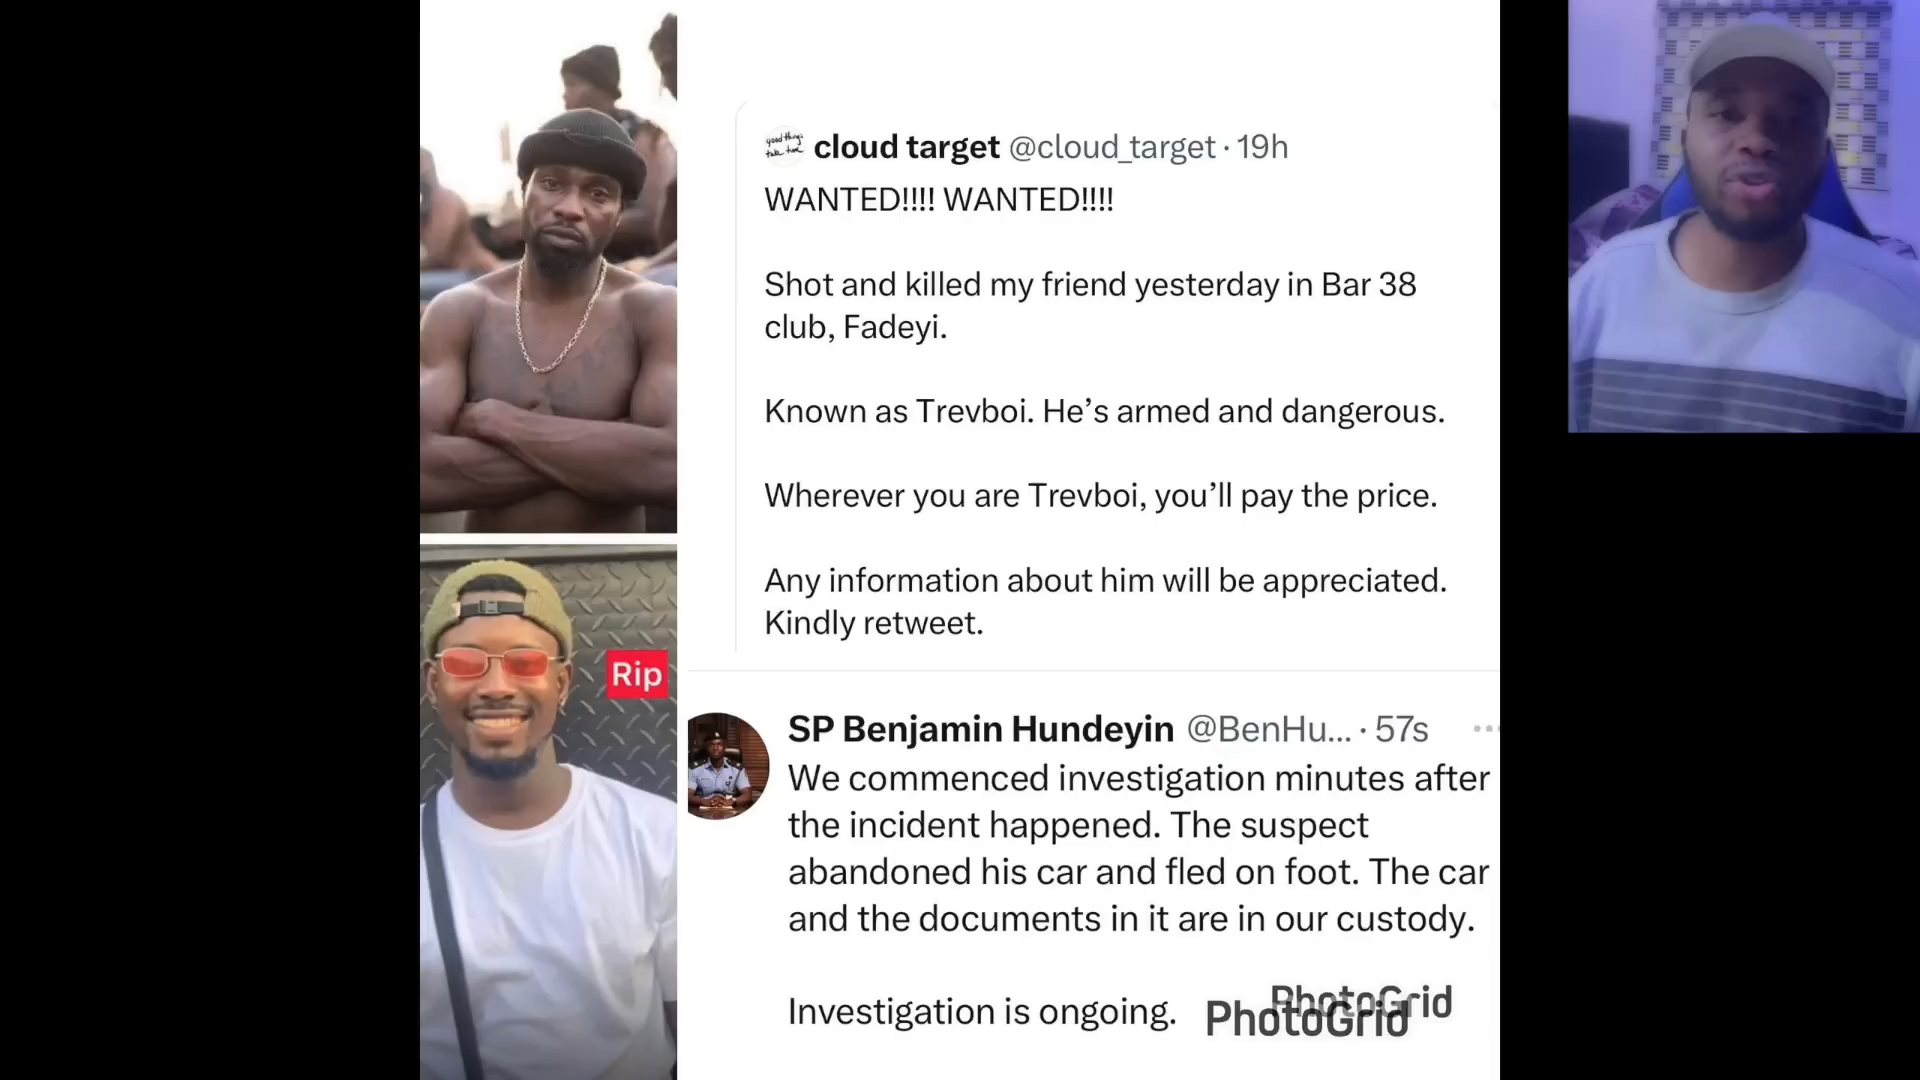 good things
take time
cloud target @cloud_target · 19h
WANTED!!!! WANTED!!!!
Shot and killed my friend yesterday in Bar 38
club, Fadeyi.
Known as Trevboi. He’s armed and dangerous.
Wherever you are Trevboi, you’ll pay the price.
Any information about him will be appreciated.
Kindly retweet.
Rip
SP Benjamin Hundeyin @BenHu... · 57s
We commenced investigation minutes after
the incident happened. The suspect
abandoned his car and fled on foot. The car
and the documents in it are in our custody.
Investigation is ongoing.
PhotoGrid
PhotoGrid